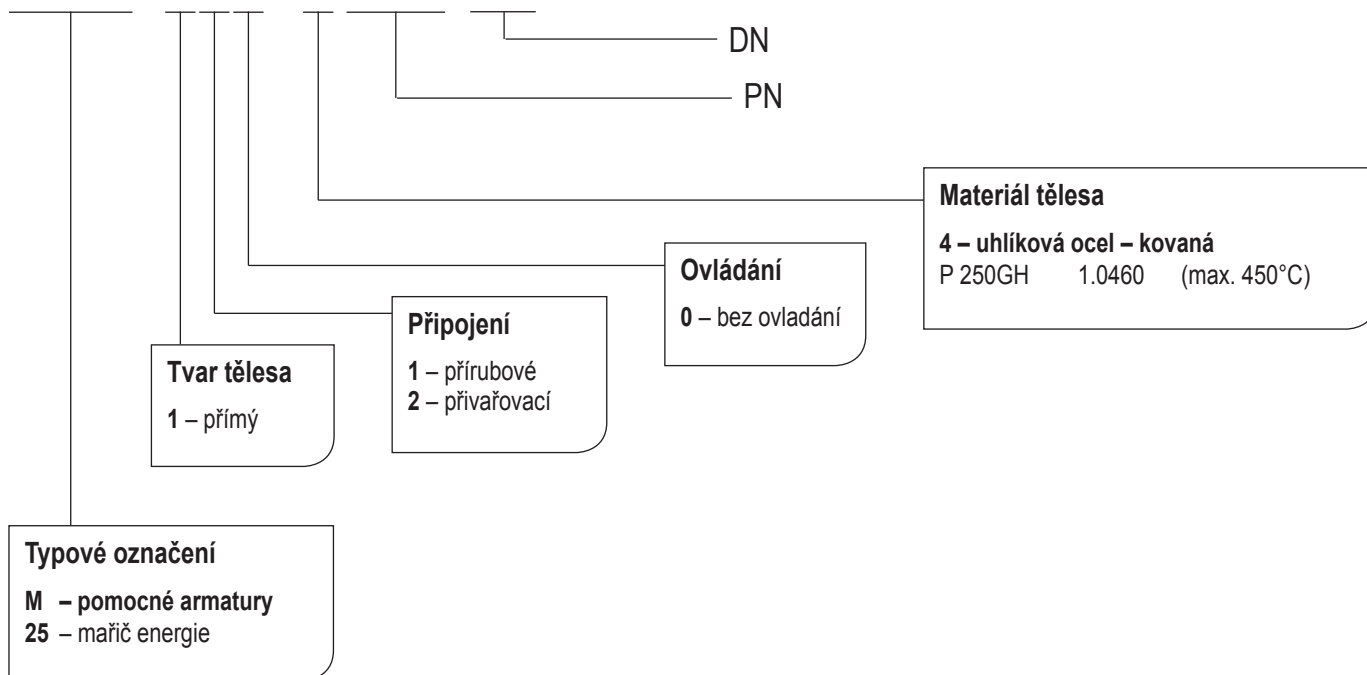 DN
PN
Materiál tělesa
4 – uhlíková ocel – kovaná
P 250GH 1.0460 (max. 450°C)
Ovládání
0 – bez ovladání
Připojení
1 – přírubové
2 – přivařovací
Tvar tělesa
1 – přímý
Typové označení
M – pomocné armatury
25 – mařič energie